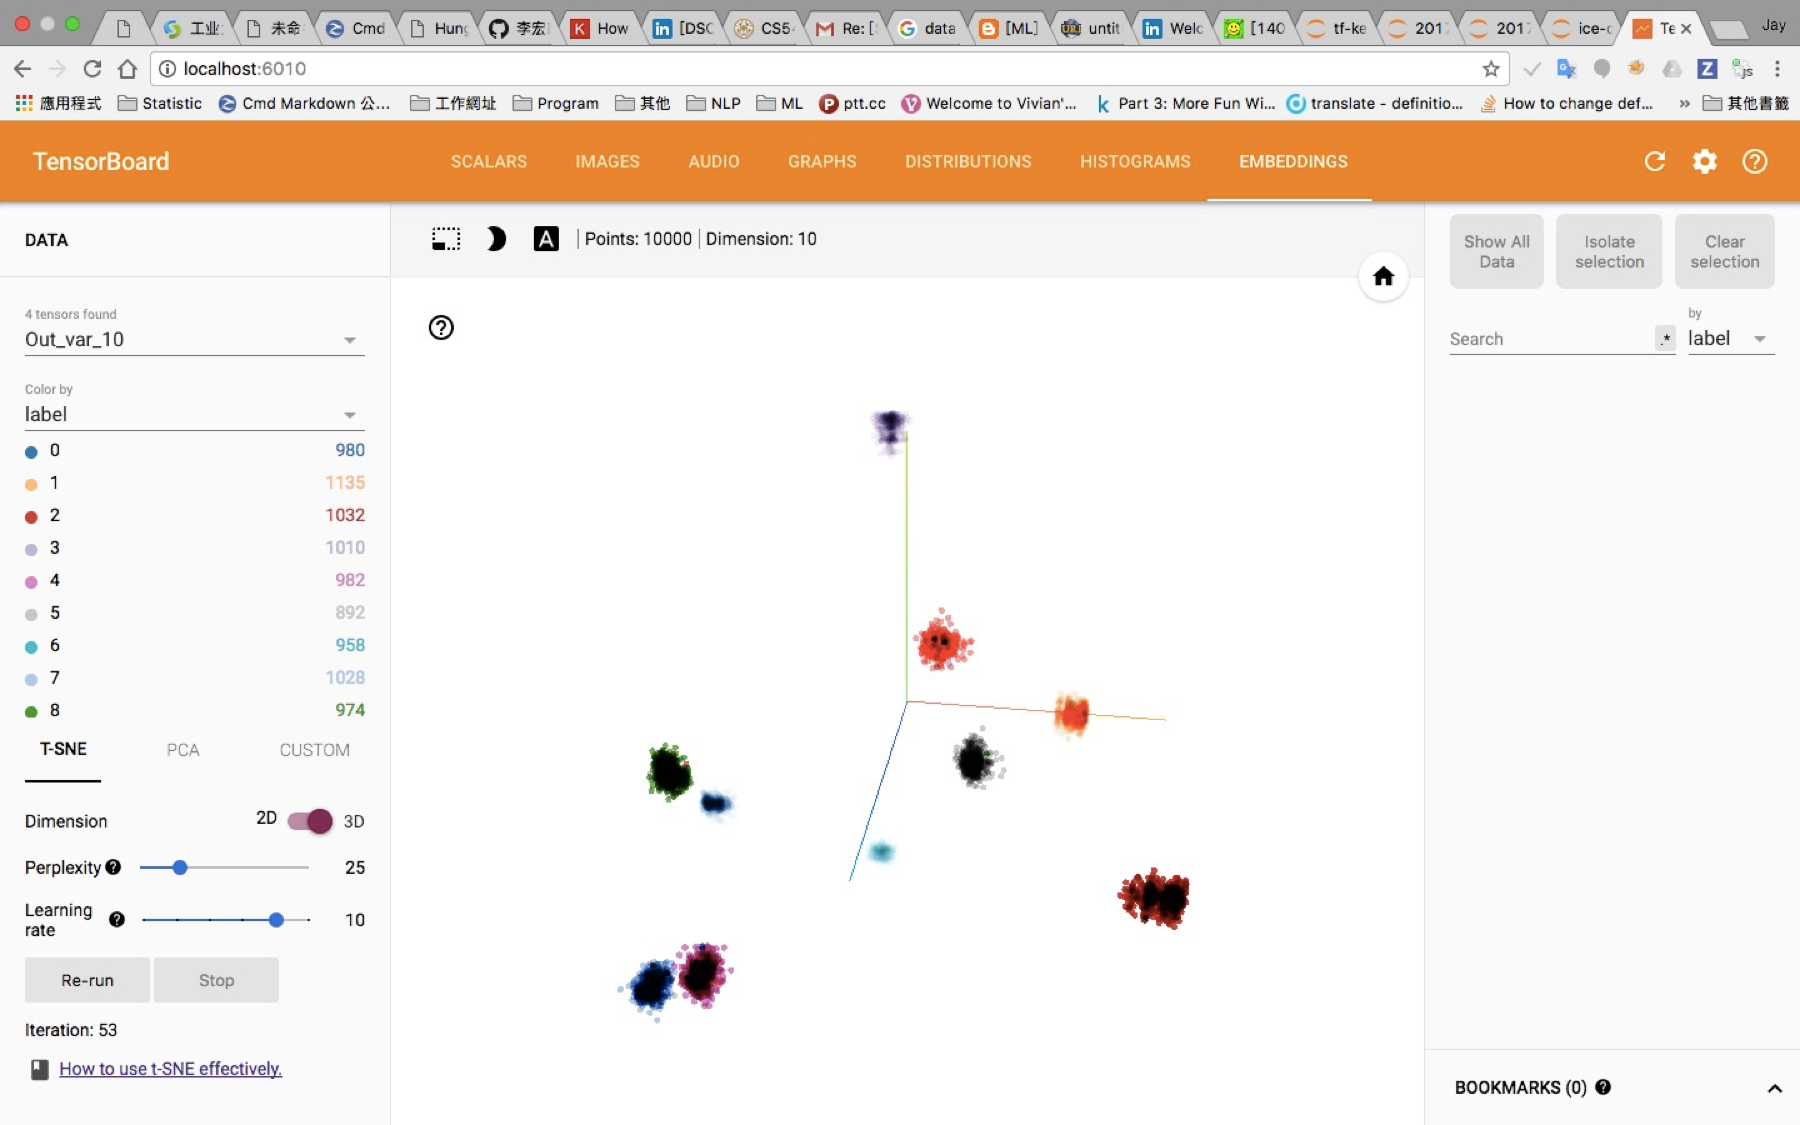 工业
未命
Cmd
Hung
李宏
How
[DSC
CS5
Re: [
data
[ML]
untit
Welc
[140
tf-ke
201
201
ice-c
Te
Jay
localhost:6010
應用程式
Statistic
Cmd Markdown 公...
工作網址
Program
其他
NLP
ML
ptt.cc
Welcome to Vivian'...
Part 3: More Fun Wi...
translate - definitio...
How to change def...
»
其他書籤
TensorBoard
SCALARS
IMAGES
AUDIO
GRAPHS
DISTRIBUTIONS
HISTOGRAMS
EMBEDDINGS
DATA
Points: 10000 | Dimension: 10
Show All
Data
Isolate
selection
Clear
selection
4 tensors found
Out_var_10
Search
.*
by
label
Color by
label
0 980
1 1135
2 1032
3 1010
4 982
5 892
6 958
7 1028
8 974
T-SNE
PCA
CUSTOM
Dimension 2D 3D
Perplexity 25
Learning
rate 10
Re-run
Stop
Iteration: 53
How to use t-SNE effectively.
BOOKMARKS (0)